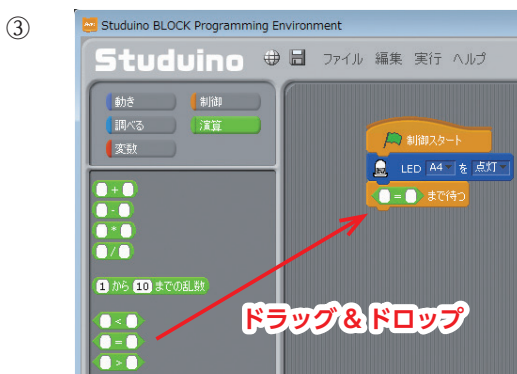 ③
Studuino BLOCK Programming Environment
Studuino ファイル 編集 実行 ヘルプ
動き 制御
調べる 演算
変数
+
-
*
/
1 から 10 までの乱数
<
=
>
制御スタート
LED A4 を 点灯
= まで待つ
ドラッグ&ドロップ